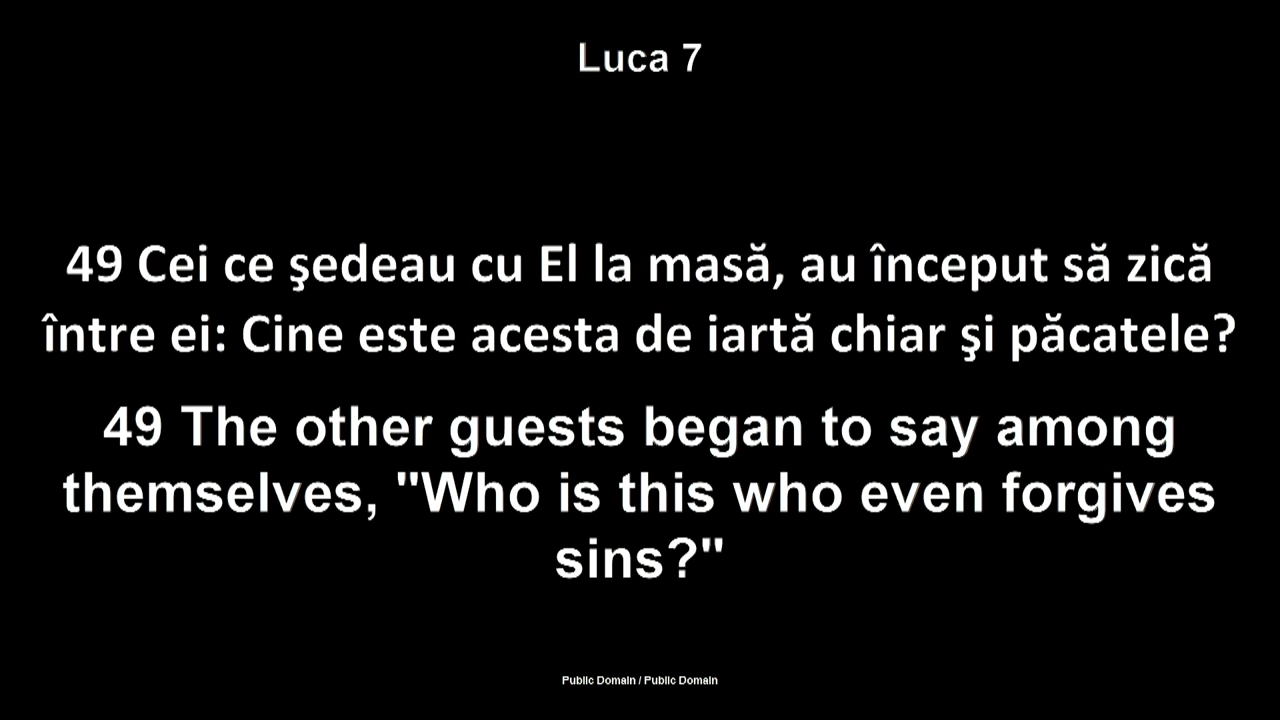 Luca 7
49 Cei ce şedeau cu El la masă, au început să zică
între ei: Cine este acesta de iartă chiar şi păcatele?
49 The other guests began to say among
themselves, "Who is this who even forgives
sins?"
Public Domain / Public Domain